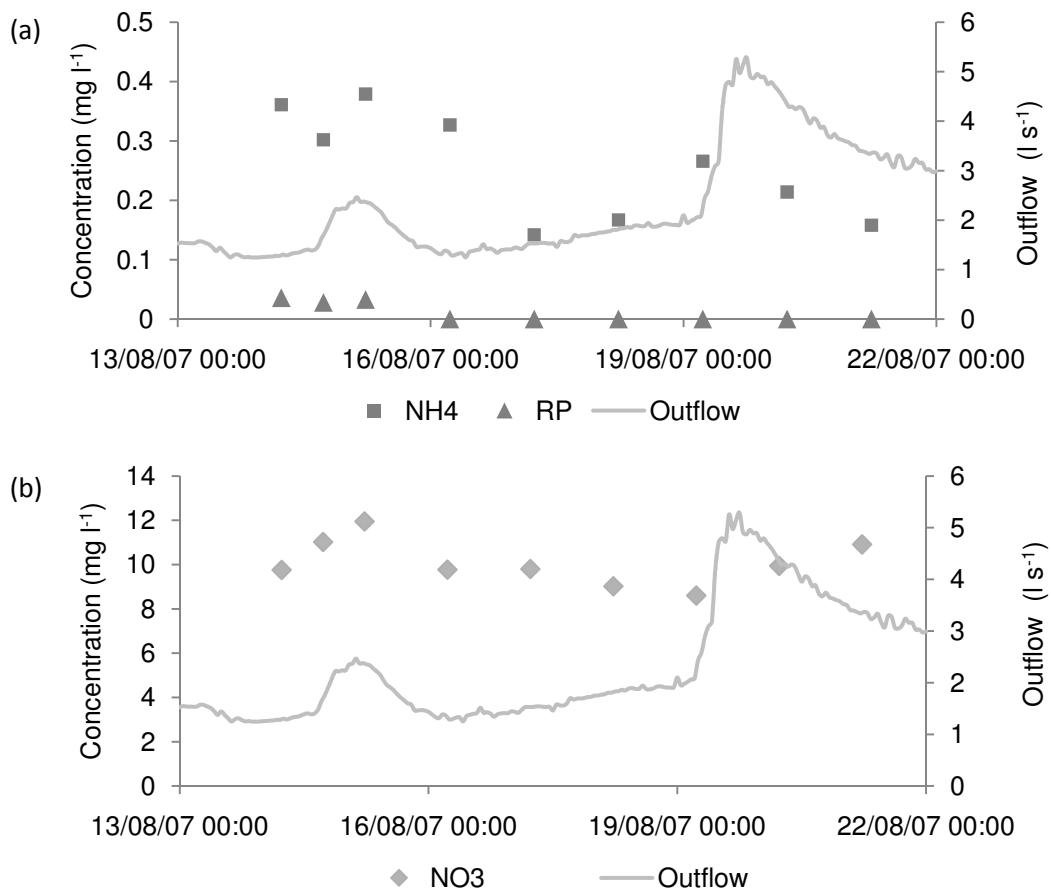 (a)
Concentration (mg l-1)
0.5
0.4
0.3
0.2
0.1
0
6
5
4
3
2
1
0
Outflow (l s-1)
13/08/07 00:00 16/08/07 00:00 19/08/07 00:00 22/08/07 00:00
NH4 RP Outflow
(b)
Concentration (mg l-1)
14
12
10
8
6
4
2
0
6
5
4
3
2
1
0
Outflow (l s-1)
13/08/07 00:00 16/08/07 00:00 19/08/07 00:00 22/08/07 00:00
NO3 Outflow